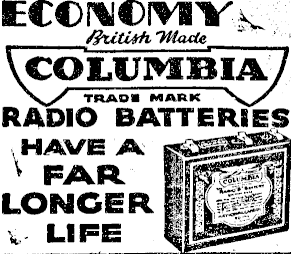 ECONOMY
British Made
COLUMBIA
TRADE MARK
RADIO BATTERIES
HAVE A
FAR
LONGER
LIFE
COLUMBIA